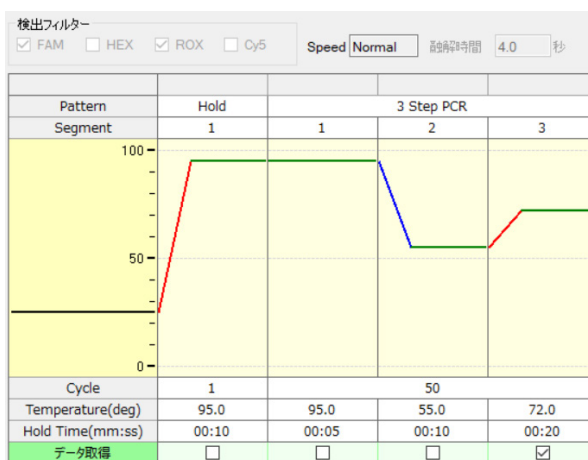 検出フィルター
FAM HEX ROX Cy5 Speed Normal 融解時間 4.0 秒
Pattern Hold 3 Step PCR
Segment 1 1 2 3
100
50
0
Cycle 1 50
Temperature(deg) 95.0 95.0 55.0 72.0
Hold Time(mm:ss) 00:10 00:05 00:10 00:20
データ取得